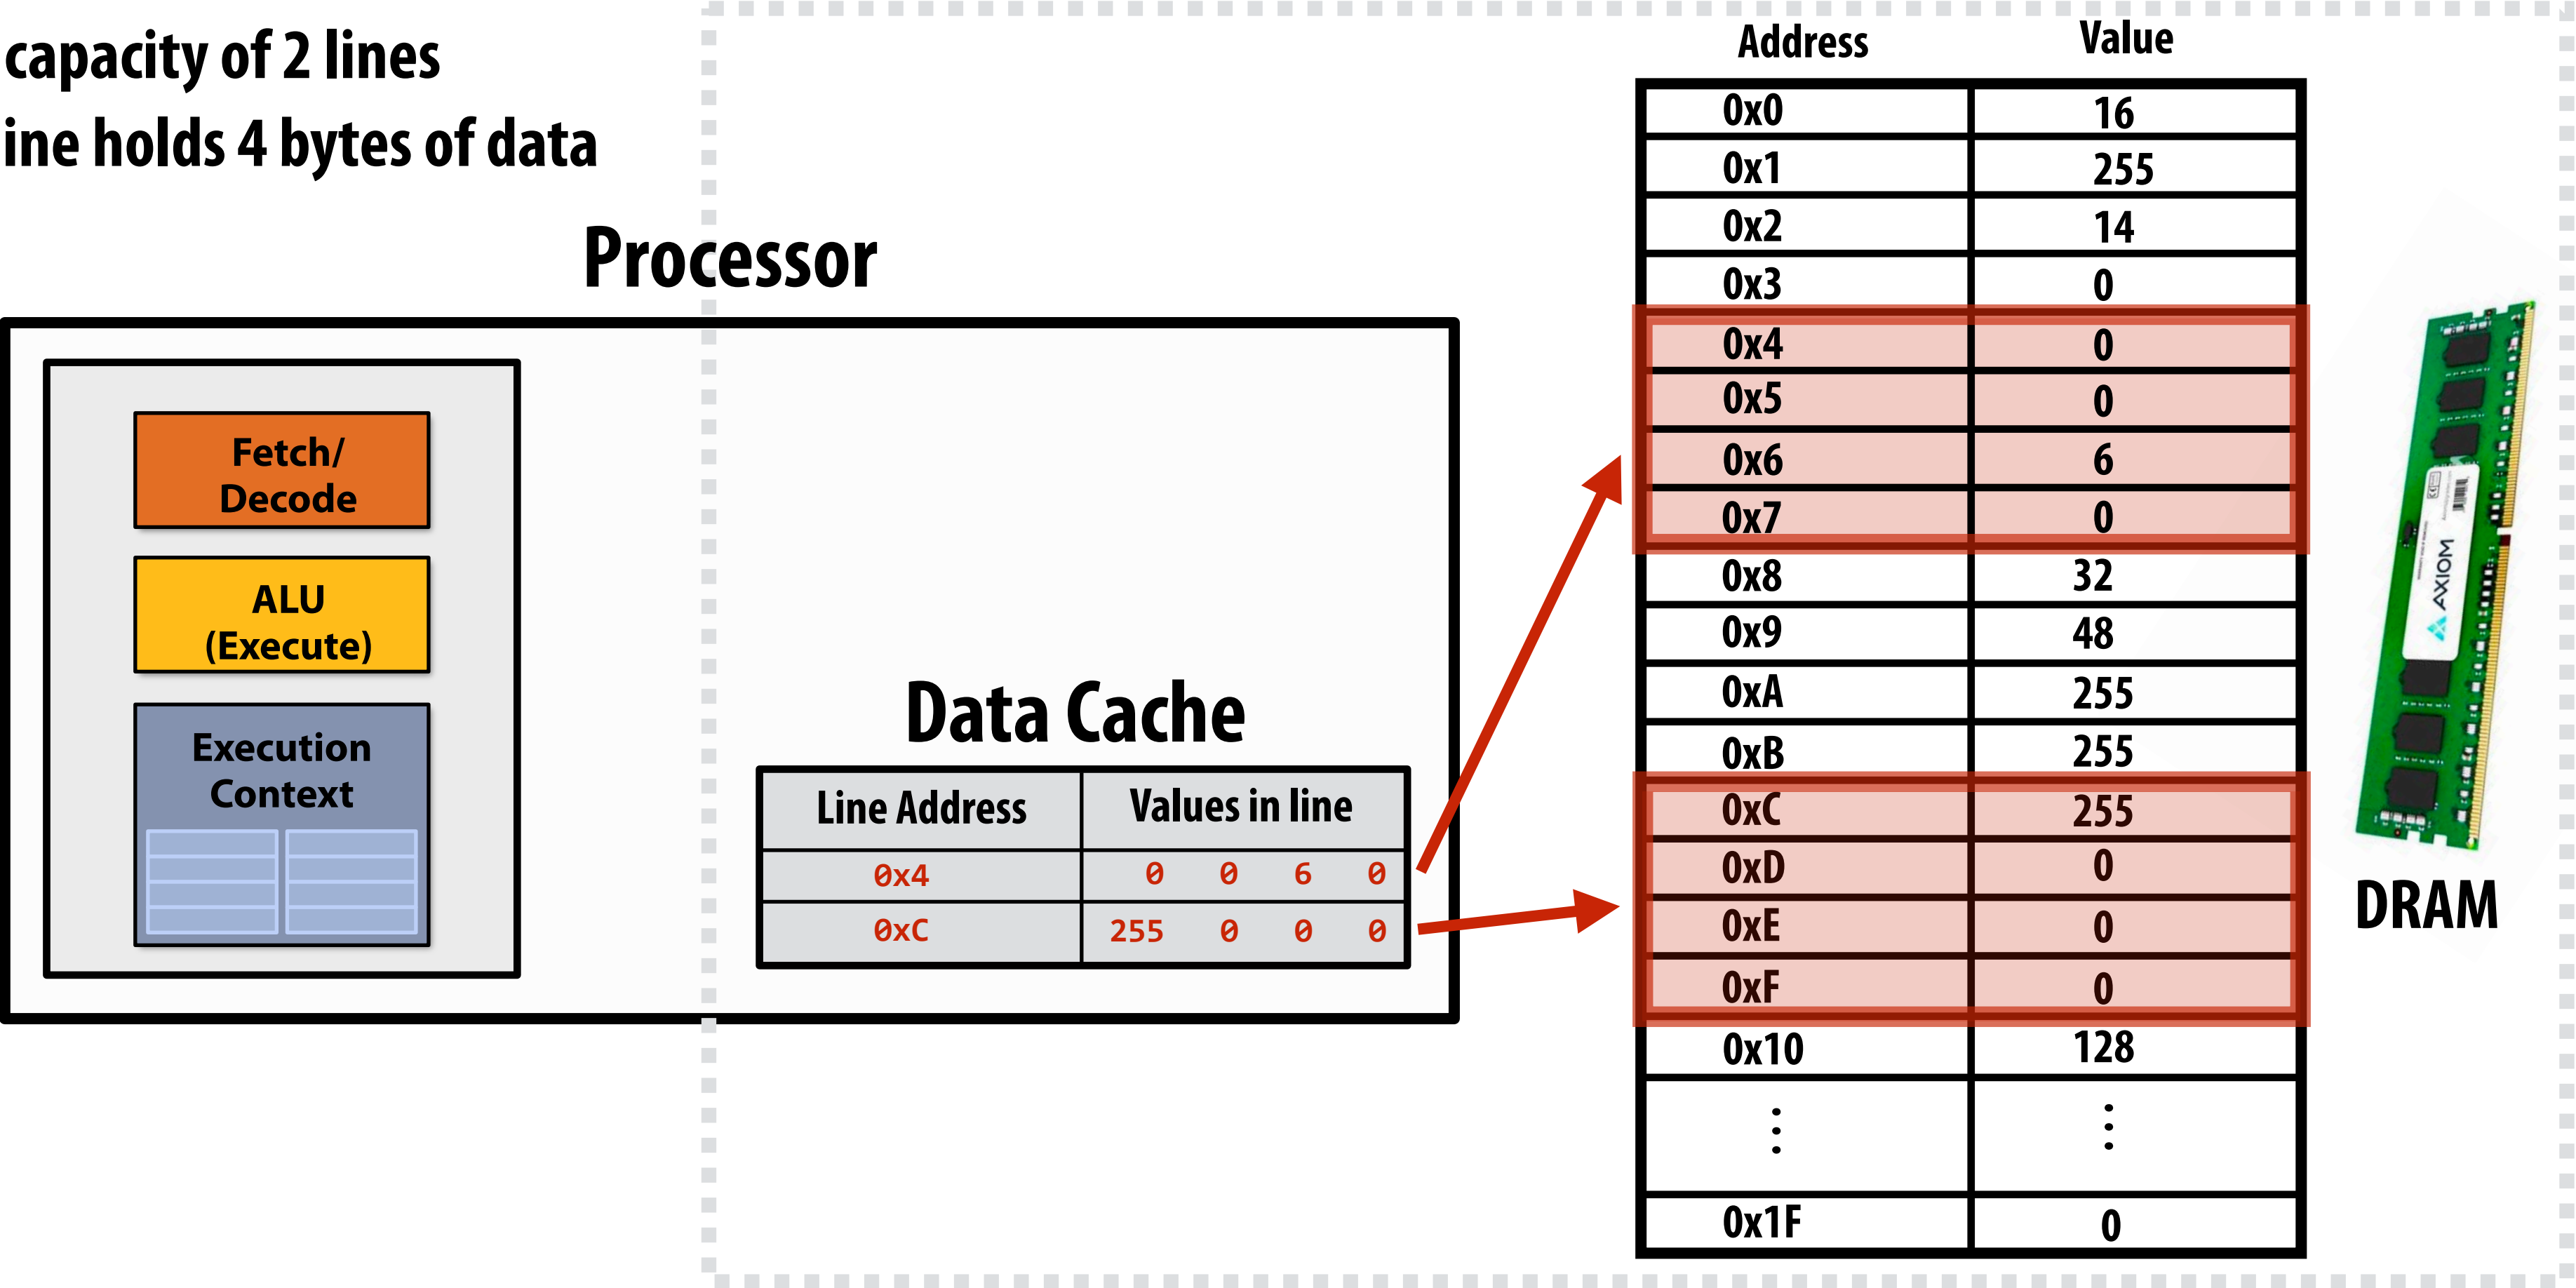 capacity of 2 lines
ine holds 4 bytes of data
Processor
Fetch/
Decode
ALU
(Execute)
Execution
Context
Data Cache
Line Address Values in line
0x4 0 0 6 0
0xC 255 0 0 0
Address Value
0x0 16
0x1 255
0x2 14
0x3 0
0x4 0
0x5 0
0x6 6
0x7 0
0x8 32
0x9 48
0xA 255
0xB 255
0xC 255
0xD 0
0xE 0
0xF 0
0x10 128
⋮ ⋮
0x1F 0
AXIOM
DRAM